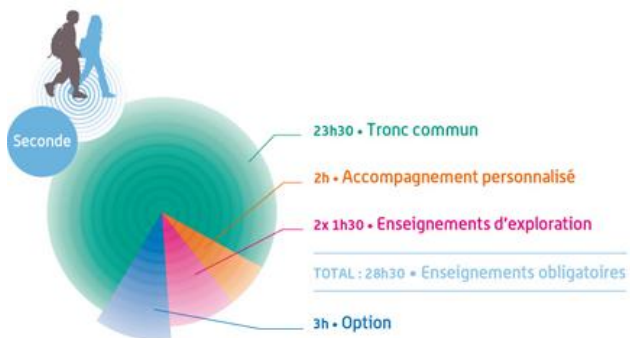 Seconde
23h30 • Tronc commun
2h • Accompagnement personnalisé
2x 1h30 • Enseignements d'exploration
TOTAL : 28h30 • Enseignements obligatoires
3h • Option